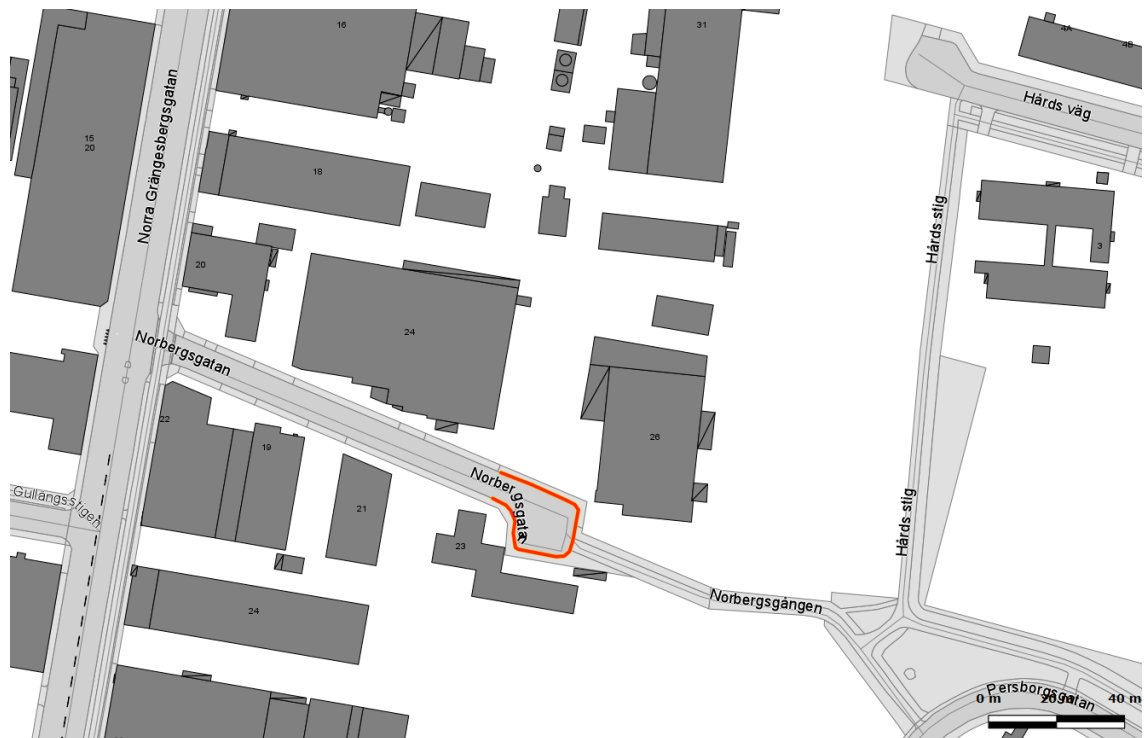 16
31
4A
4B
Hårds väg
Norra Grängesbergsgatan
15
20
18
Hårds stig
3
20
24
Norbergsgatan
22
19
26
Norbergsgatan
Gullängsstigen
21
Hårds stig
23
24
Norbergsgången
Persborgsgatan
0 m 20 m 40 m